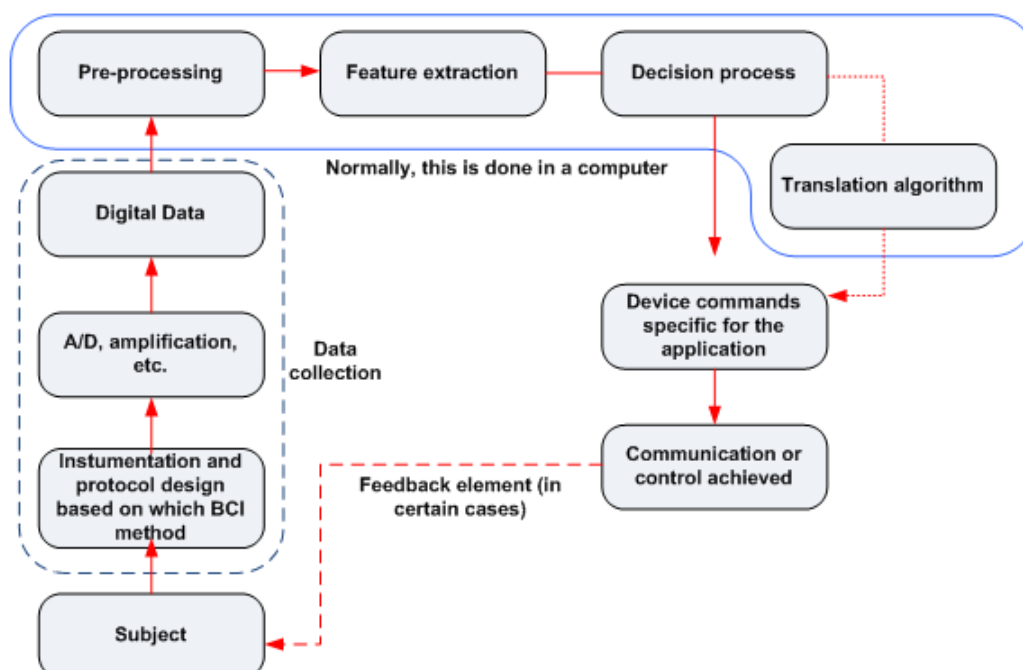 Pre-processing
Feature extraction
Decision process
Normally, this is done in a computer
Translation algorithm
Digital Data
Device commands
specific for the
application
A/D, amplification,
etc.
Data
collection
Communication or
control achieved
Instumentation and
protocol design
based on which BCI
method
Feedback element (in
certain cases)
Subject